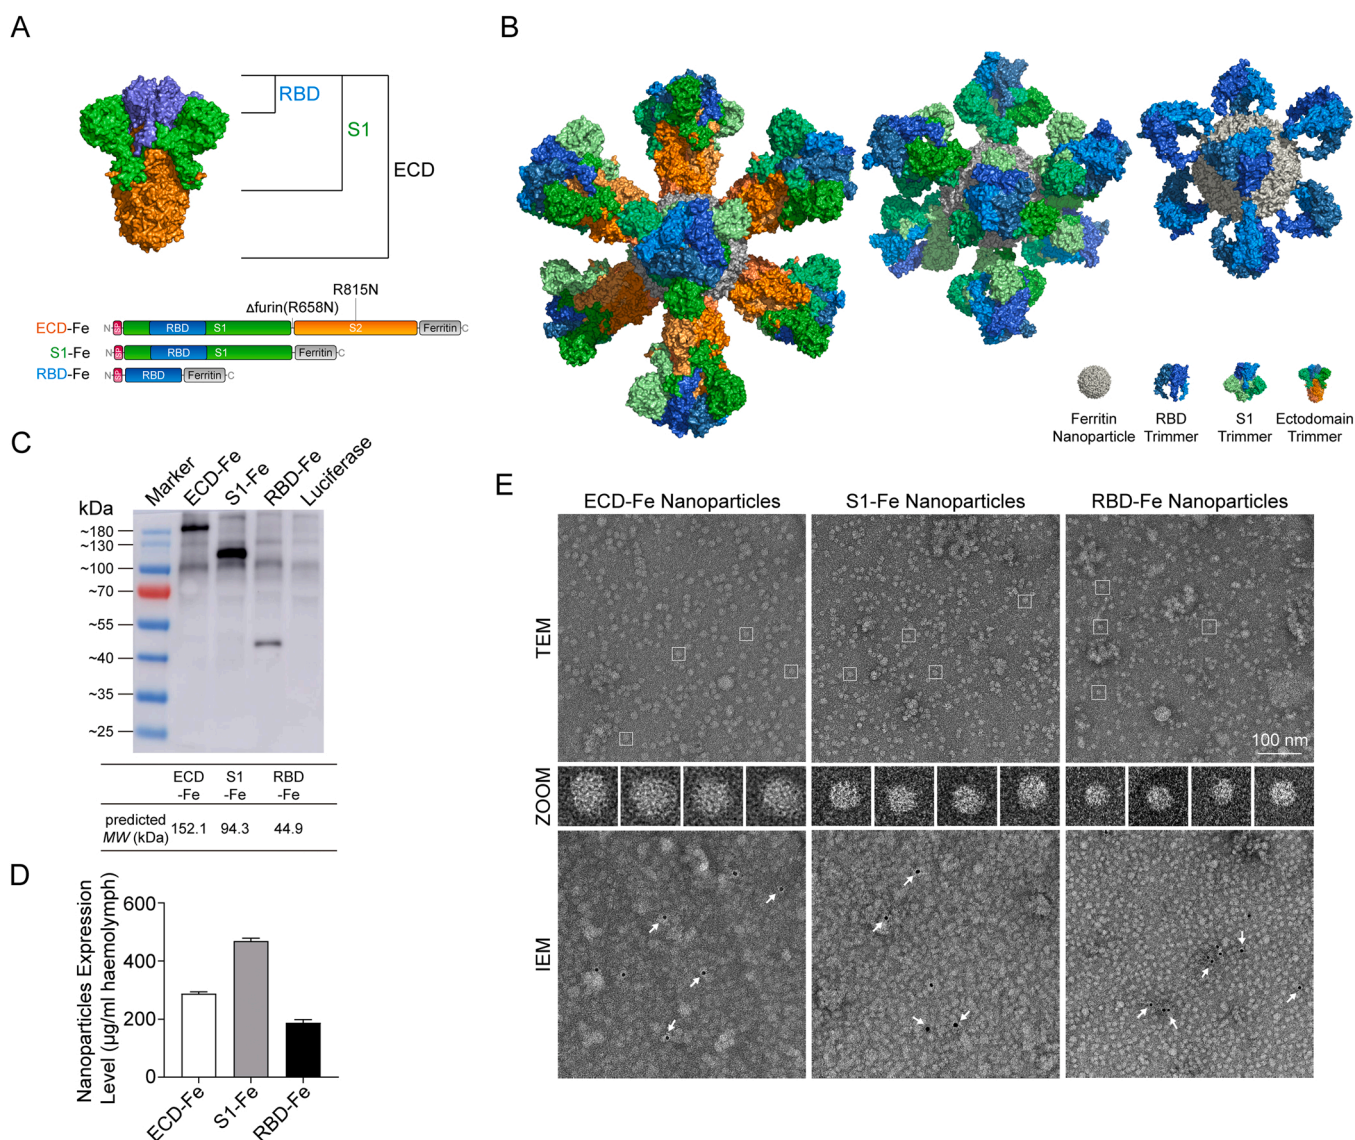 A
RBD
S1
ECD
R815N
Δfurin(R658N)
ECD-Fe N SP RBD S1 S2 Ferritin C
S1-Fe N SP RBD S1 Ferritin C
RBD-Fe N SP RBD Ferritin C
B
Ferritin Nanoparticle
RBD Trimmer
S1 Trimmer
Ectodomain Trimmer
C
kDa
Marker
ECD-Fe
S1-Fe
RBD-Fe
Luciferase
~180
~130
~100
~70
~55
~40
~35
~25
ECD S1 RBD
-Fe -Fe -Fe
predicted
MW (kDa) 152.1 94.3 44.9
D
Nanoparticles Expression
Level (μg/ml haemolymph)
600
400
200
0
ECD-Fe
S1-Fe
RBD-Fe
E
ECD-Fe Nanoparticles
S1-Fe Nanoparticles
RBD-Fe Nanoparticles
TEM
100 nm
ZOOM
IEM